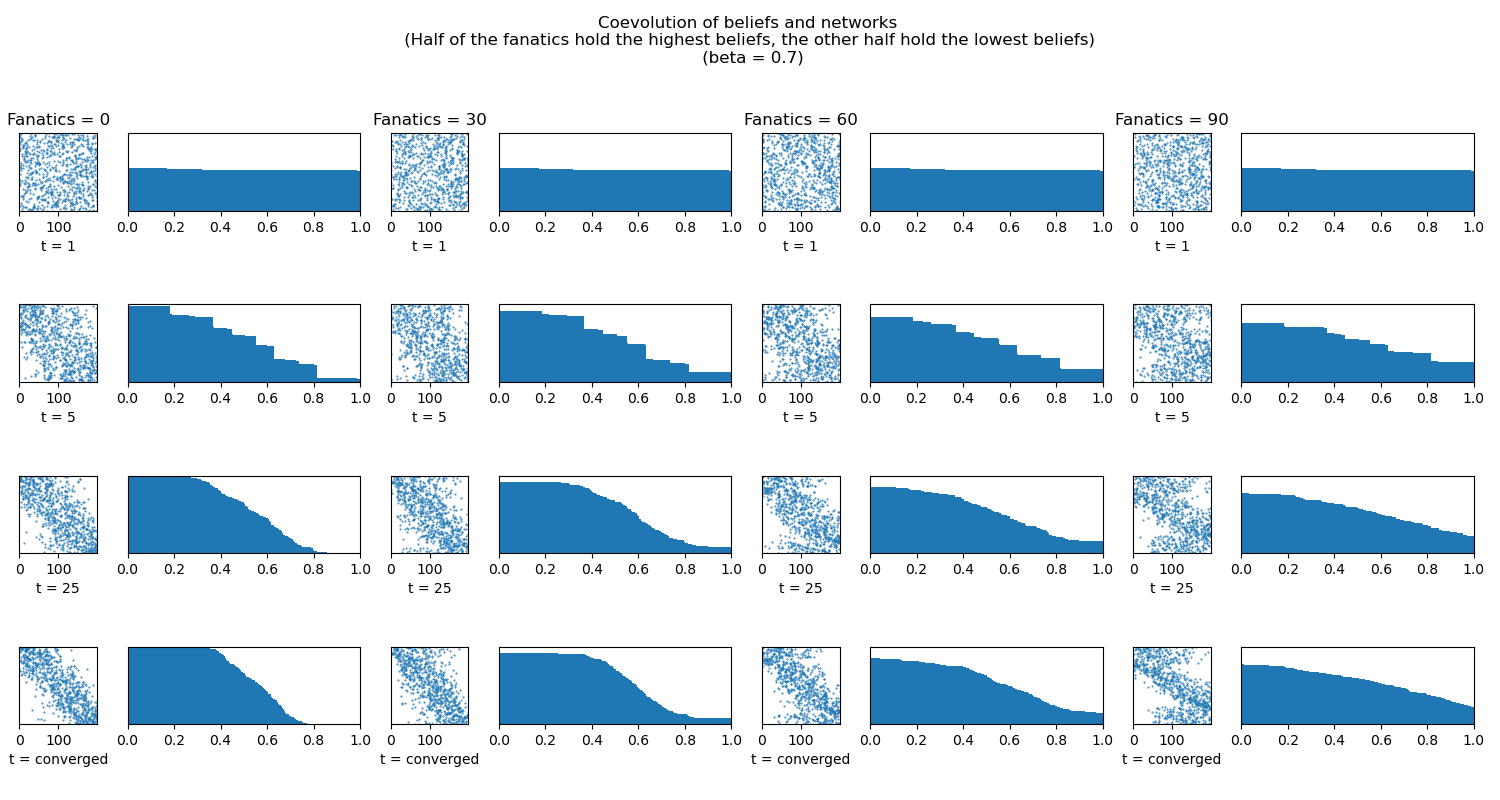 Coevolution of beliefs and networks
(Half of the fanatics hold the highest beliefs, the other half hold the lowest beliefs)
(beta = 0.7)
Fanatics = 0 Fanatics = 30 Fanatics = 60 Fanatics = 90
0 100 0.0 0.2 0.4 0.6 0.8 1.0 0 100 0.0 0.2 0.4 0.6 0.8 1.0 0 100 0.0 0.2 0.4 0.6 0.8 1.0 0 100 0.0 0.2 0.4 0.6 0.8 1.0
t = 1 t = 1 t = 1 t = 1
0 100 0.0 0.2 0.4 0.6 0.8 1.0 0 100 0.0 0.2 0.4 0.6 0.8 1.0 0 100 0.0 0.2 0.4 0.6 0.8 1.0 0 100 0.0 0.2 0.4 0.6 0.8 1.0
t = 5 t = 5 t = 5 t = 5
0 100 0.0 0.2 0.4 0.6 0.8 1.0 0 100 0.0 0.2 0.4 0.6 0.8 1.0 0 100 0.0 0.2 0.4 0.6 0.8 1.0 0 100 0.0 0.2 0.4 0.6 0.8 1.0
t = 25 t = 25 t = 25 t = 25
0 100 0.0 0.2 0.4 0.6 0.8 1.0 0 100 0.0 0.2 0.4 0.6 0.8 1.0 0 100 0.0 0.2 0.4 0.6 0.8 1.0 0 100 0.0 0.2 0.4 0.6 0.8 1.0
t = converged t = converged t = converged t = converged